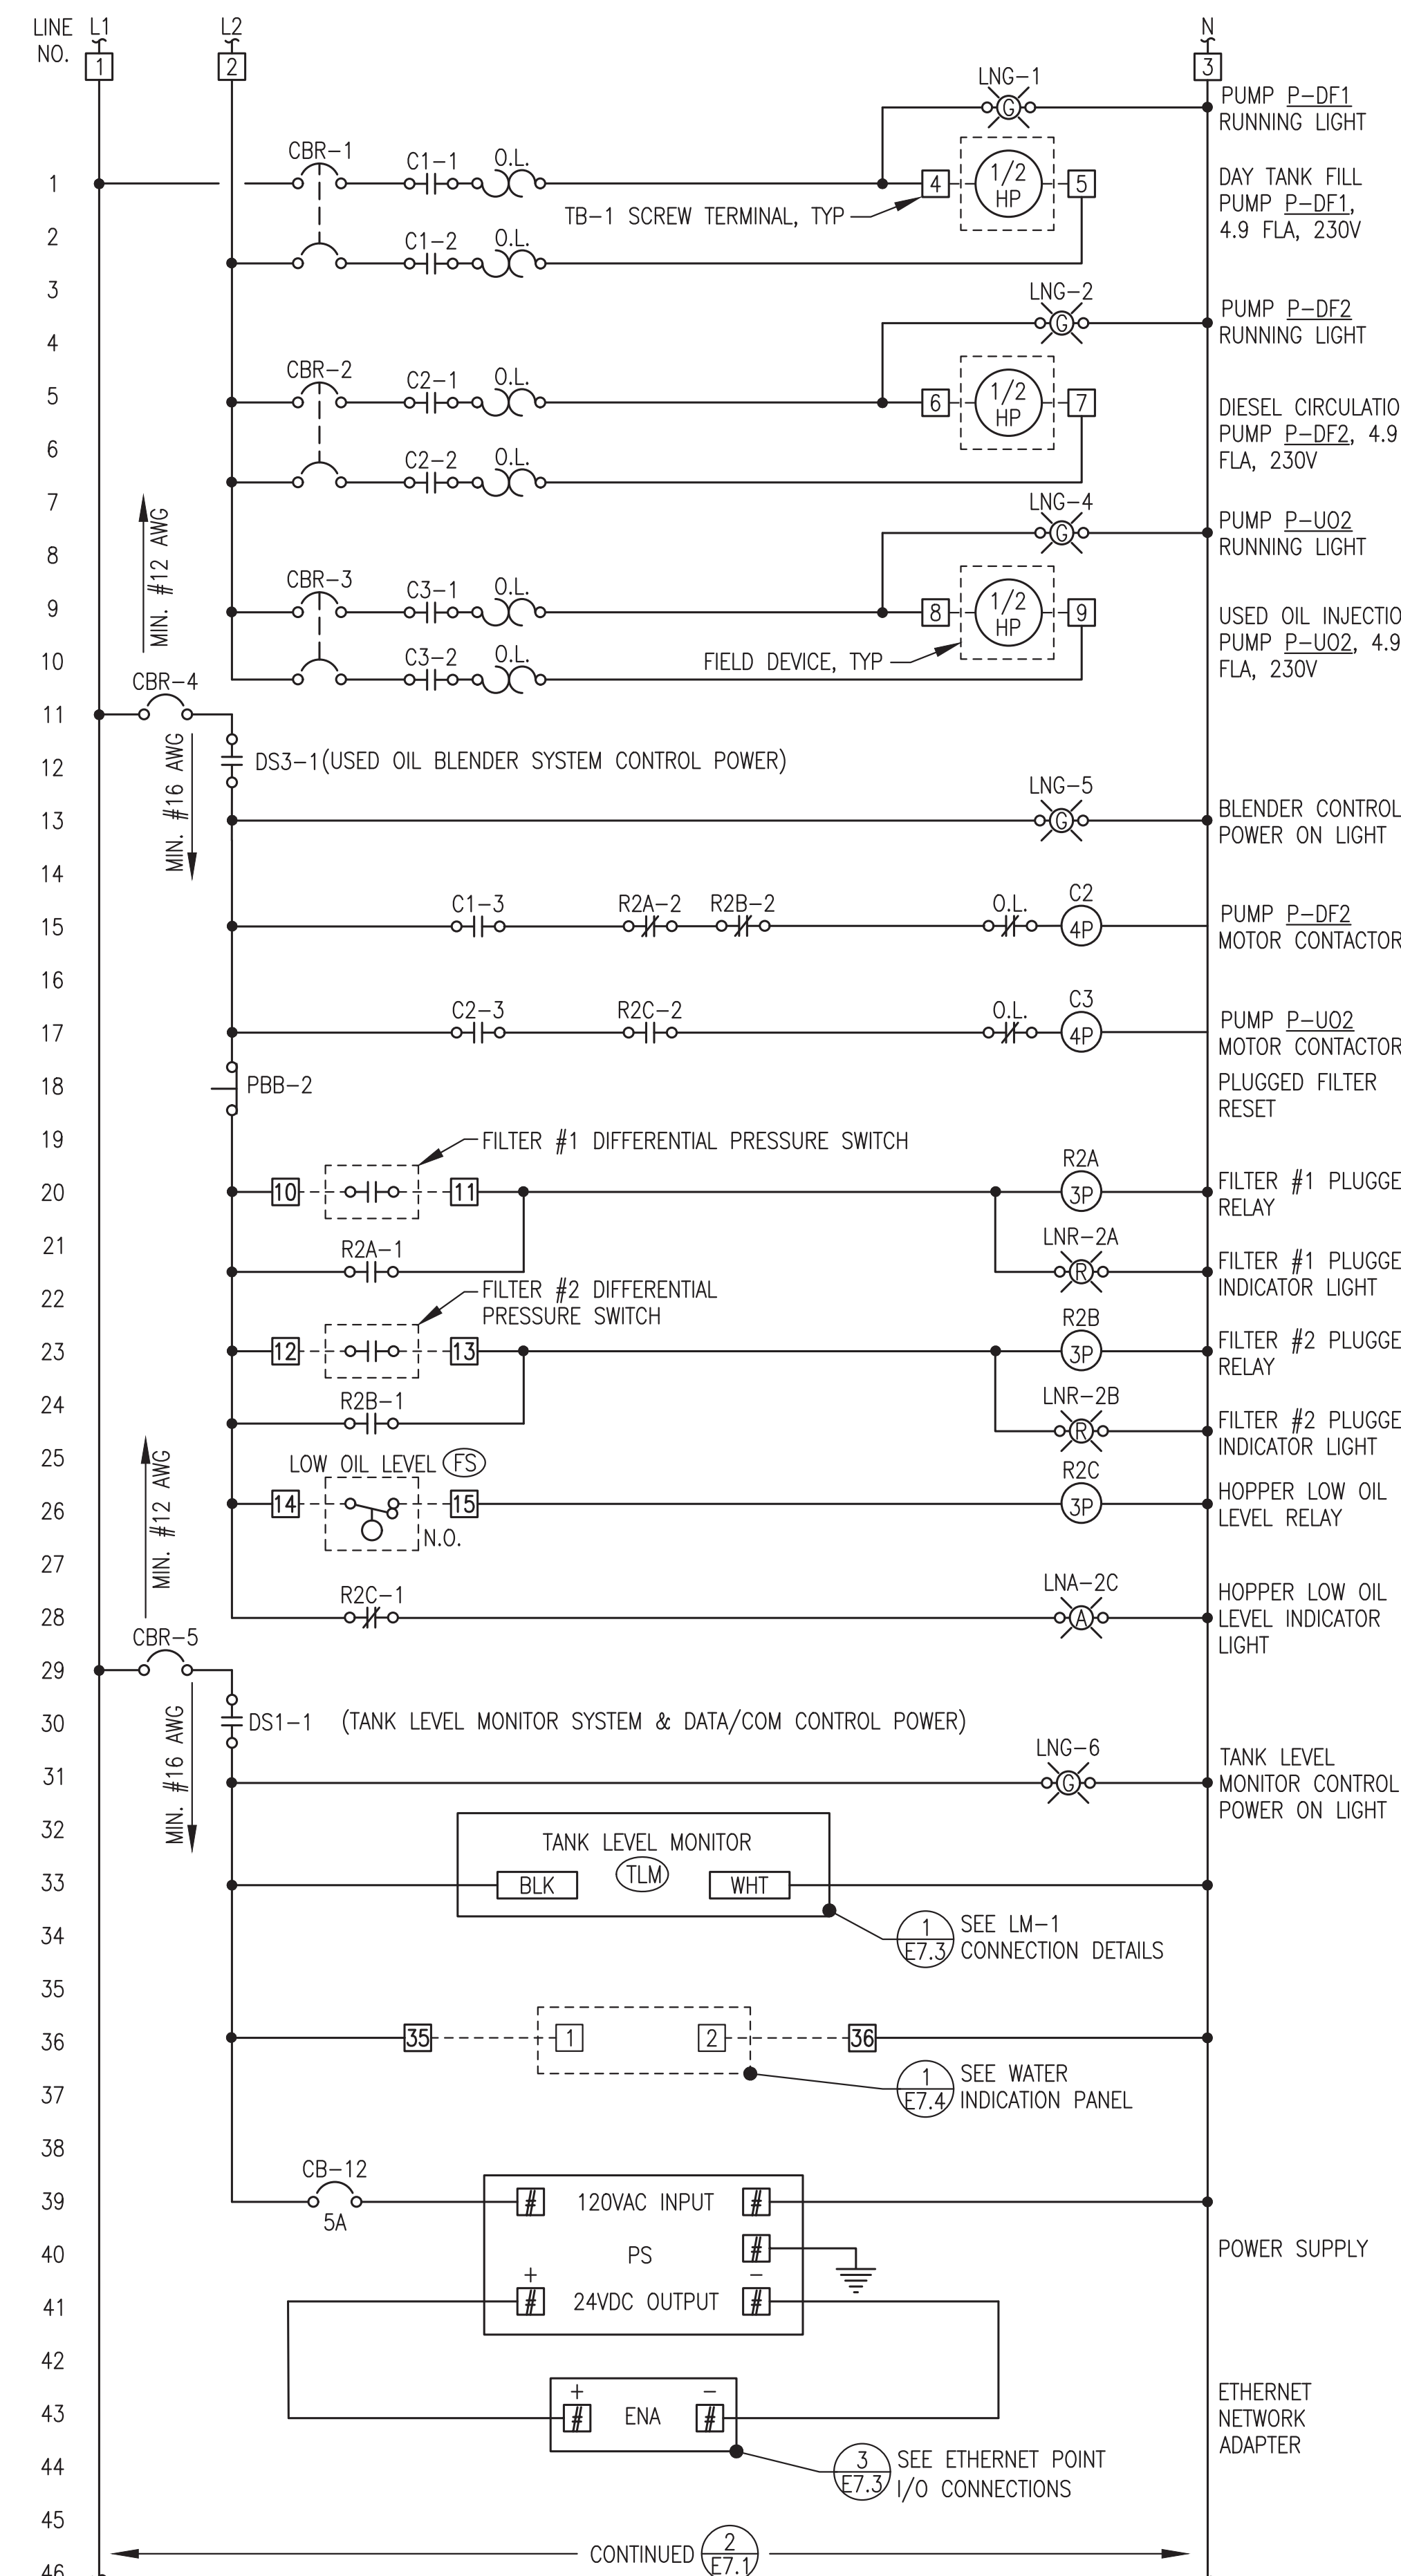 LINE NO.
L1
L2
N
1
2
3
LNG-1
G
PUMP P-DF1
RUNNING LIGHT
1
CBR-1
C1-1
O.L.
4
1/2
HP
5
DAY TANK FILL
PUMP P-DF1,
4.9 FLA, 230V
TB-1 SCREW TERMINAL, TYP
2
C1-2
O.L.
3
LNG-2
G
PUMP P-DF2
RUNNING LIGHT
4
5
CBR-2
C2-1
O.L.
6
1/2
HP
7
DIESEL CIRCULATIO
PUMP P-DF2, 4.9
FLA, 230V
6
C2-2
O.L.
7
LNG-4
G
PUMP P-UO2
RUNNING LIGHT
MIN. #12 AWG
8
9
CBR-3
C3-1
O.L.
8
1/2
HP
9
USED OIL INJECTIO
PUMP P-UO2, 4.9
FLA, 230V
10
C3-2
O.L.
FIELD DEVICE, TYP
CBR-4
11
MIN. #16 AWG
12
DS3-1(USED OIL BLENDER SYSTEM CONTROL POWER)
LNG-5
13
G
BLENDER CONTROL
POWER ON LIGHT
14
15
C1-3
R2A-2
R2B-2
O.L.
C2
4P
PUMP P-DF2
MOTOR CONTACTOR
16
17
C2-3
R2C-2
O.L.
C3
4P
PUMP P-UO2
MOTOR CONTACTOR
18
PBB-2
PLUGGED FILTER
RESET
19
FILTER #1 DIFFERENTIAL PRESSURE SWITCH
20
10
11
R2A
3P
FILTER #1 PLUGGE
RELAY
21
R2A-1
LNR-2A
R
FILTER #1 PLUGGE
INDICATOR LIGHT
22
FILTER #2 DIFFERENTIAL
PRESSURE SWITCH
23
12
13
R2B
3P
FILTER #2 PLUGGE
RELAY
24
R2B-1
LNR-2B
R
FILTER #2 PLUGGE
INDICATOR LIGHT
25
LOW OIL LEVEL FS
MIN. #12 AWG
26
14
15
N.O.
R2C
3P
HOPPER LOW OIL
LEVEL RELAY
27
28
R2C-1
LNA-2C
A
HOPPER LOW OIL
LEVEL INDICATOR
LIGHT
CBR-5
29
MIN. #16 AWG
30
DS1-1 (TANK LEVEL MONITOR SYSTEM & DATA/COM CONTROL POWER)
31
LNG-6
G
TANK LEVEL
MONITOR CONTROL
POWER ON LIGHT
32
TANK LEVEL MONITOR
33
BLK
TLM
WHT
34
1
E7.3
SEE LM-1
CONNECTION DETAILS
35
36
35
1
2
36
37
1
E7.4
SEE WATER
INDICATION PANEL
38
CB-12
39
5A
#
120VAC INPUT
#
40
PS
#
POWER SUPPLY
+
−
41
#
24VDC OUTPUT
#
42
+
−
43
#
ENA
#
ETHERNET
NETWORK
ADAPTER
44
3
E7.3
SEE ETHERNET POINT
I/O CONNECTIONS
45
CONTINUED
2
E7.1
46